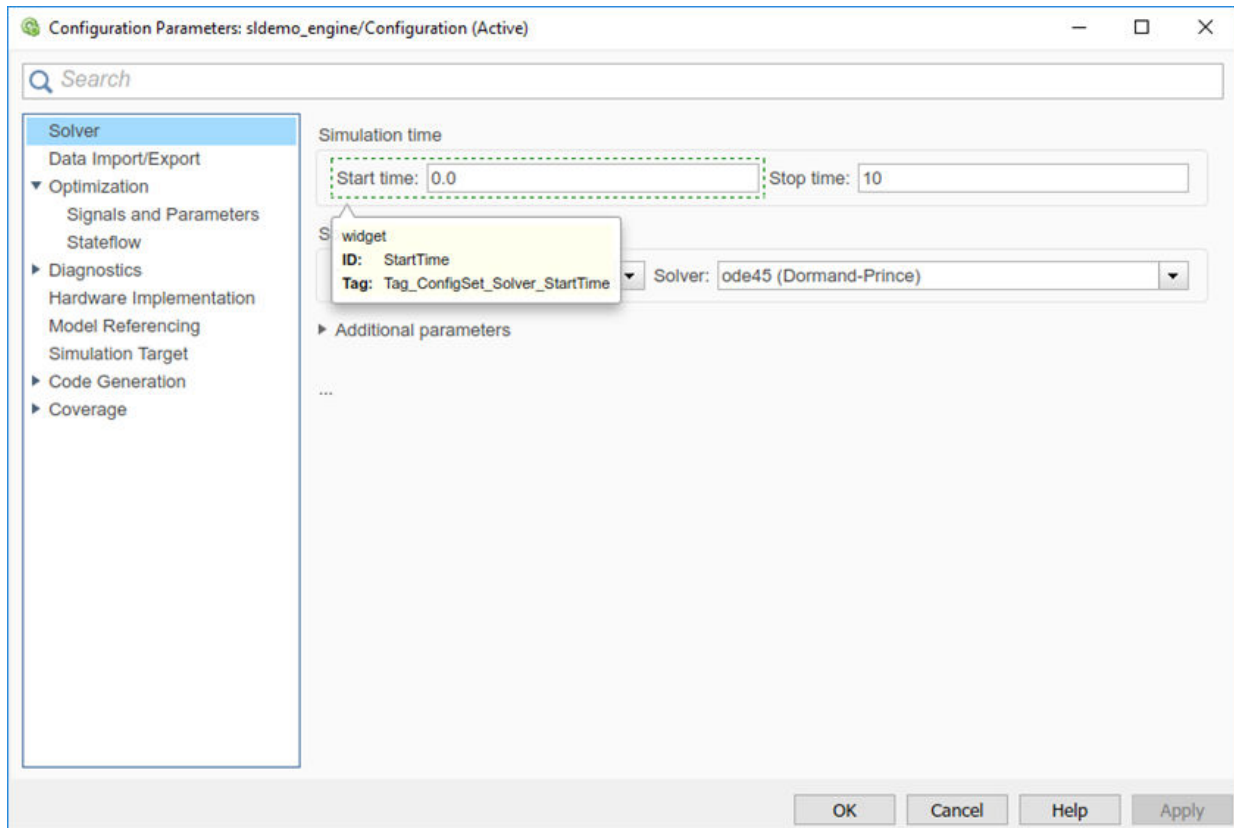 Configuration Parameters: sldemo_engine/Configuration (Active)
Search
Solver
Data Import/Export
Optimization
Signals and Parameters
Stateflow
Diagnostics
Hardware Implementation
Model Referencing
Simulation Target
Code Generation
Coverage
Simulation time
Start time: 0.0 Stop time: 10
S
widget
ID: StartTime
Tag: Tag_ConfigSet_Solver_StartTime
Solver: ode45 (Dormand-Prince)
Additional parameters
...
OK Cancel Help Apply